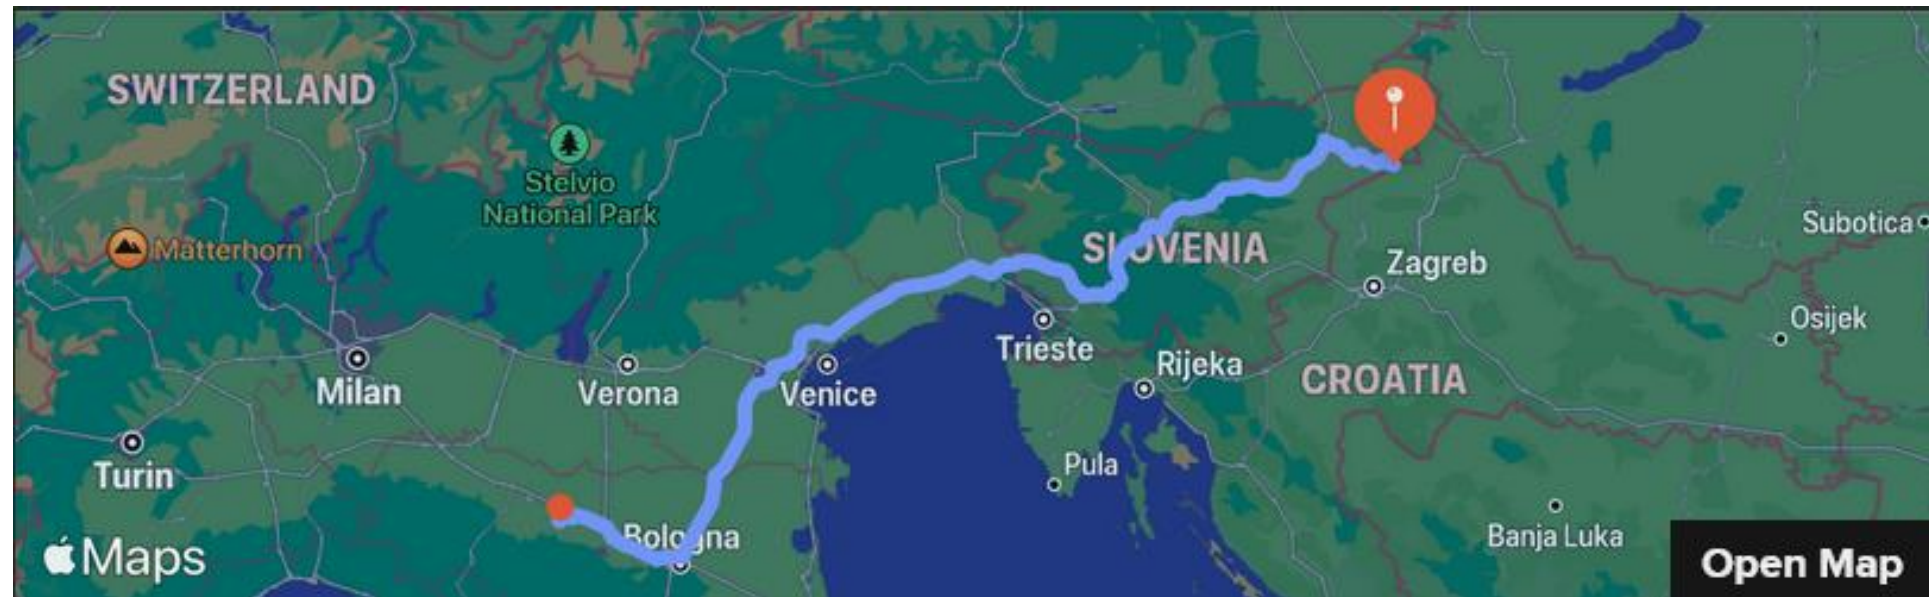 SWITZERLAND
Stelvio
National Park
Matterhorn
SLOVENIA
Zagreb
Subotica
Osijek
Milan
Verona
Venice
Trieste
Rijeka
CROATIA
Turin
Pula
Bologna
Banja Luka
Maps
Open Map